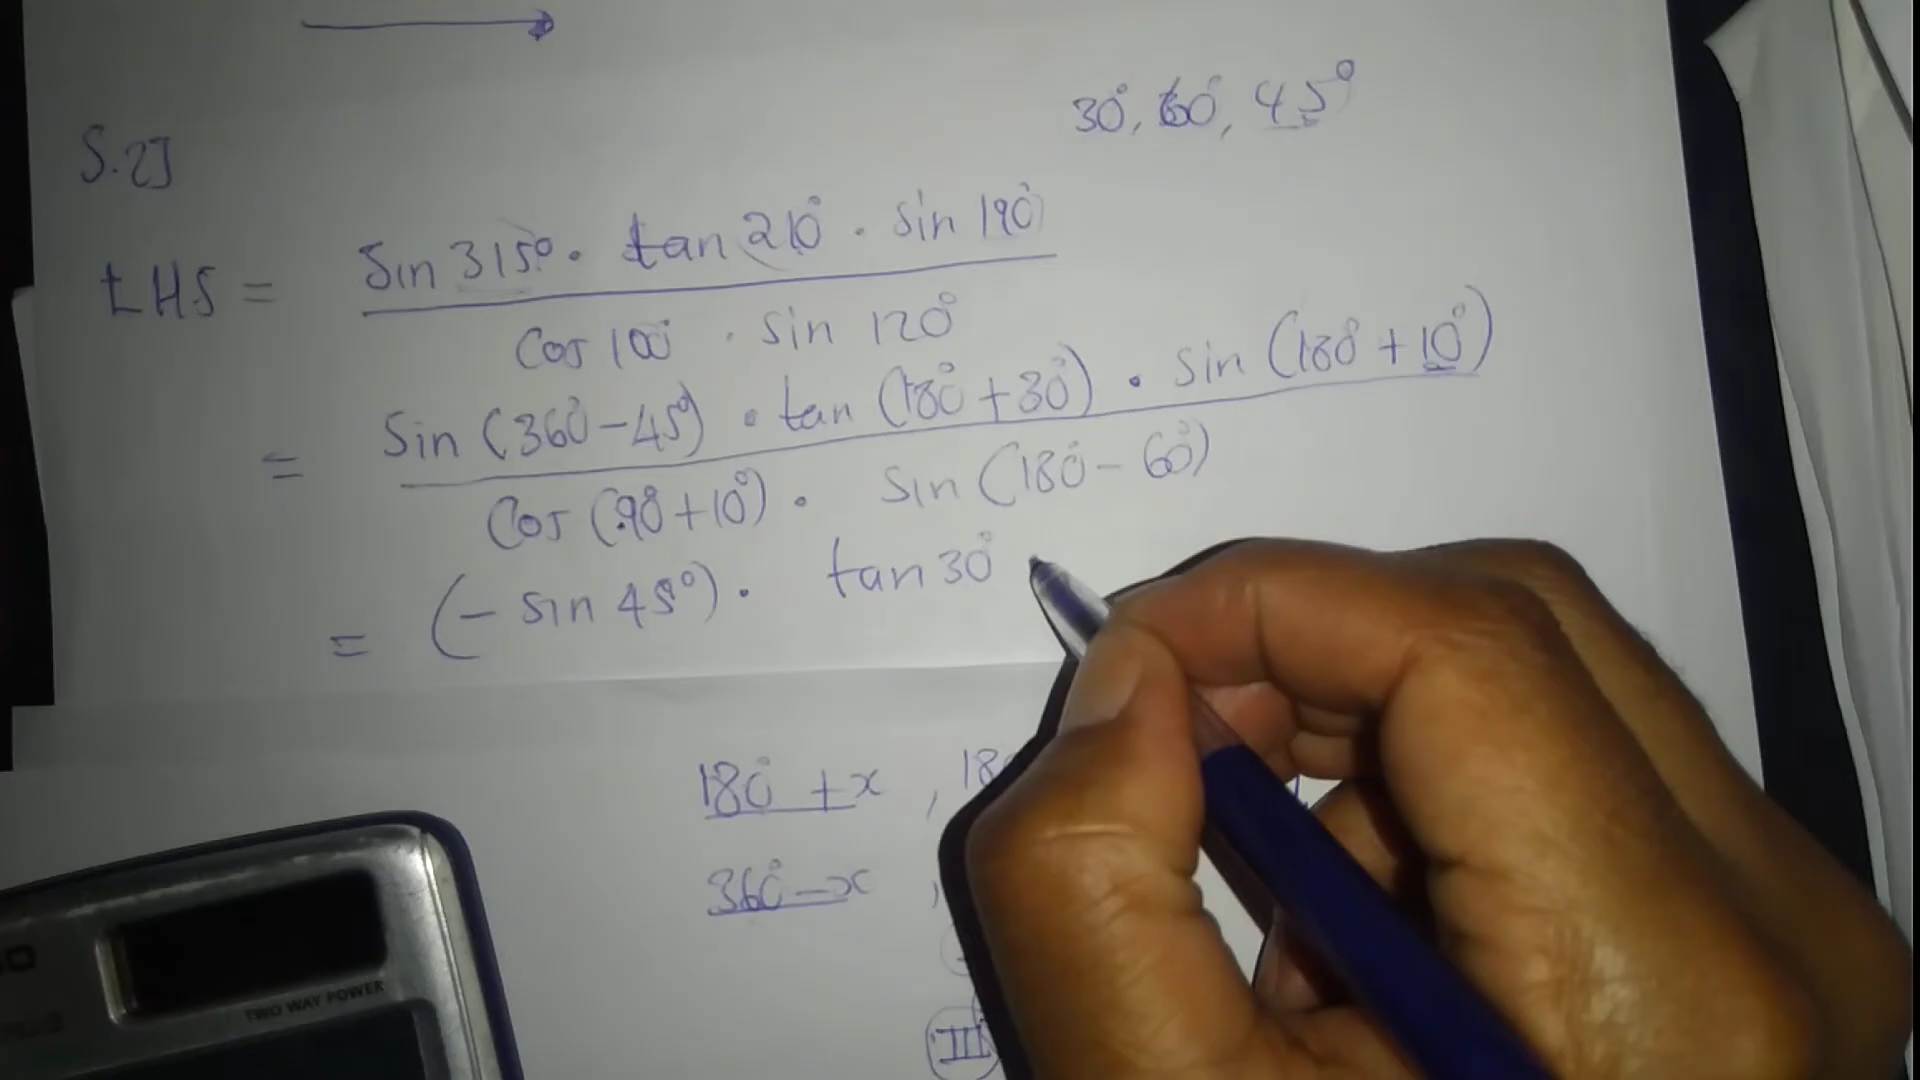 30°, 60°, 45°
5.2]
LHS = sin 315° . tan 210° . sin 190°
cos 100° . sin 120°
= sin (360° - 45°) . tan (180° + 30°) . sin (180° + 10°)
cos (90° + 10°) . sin (180° - 60°)
= (- sin 45°) . tan 30°
180° + x , 18
360° - x ,
III
TWO WAY POWER